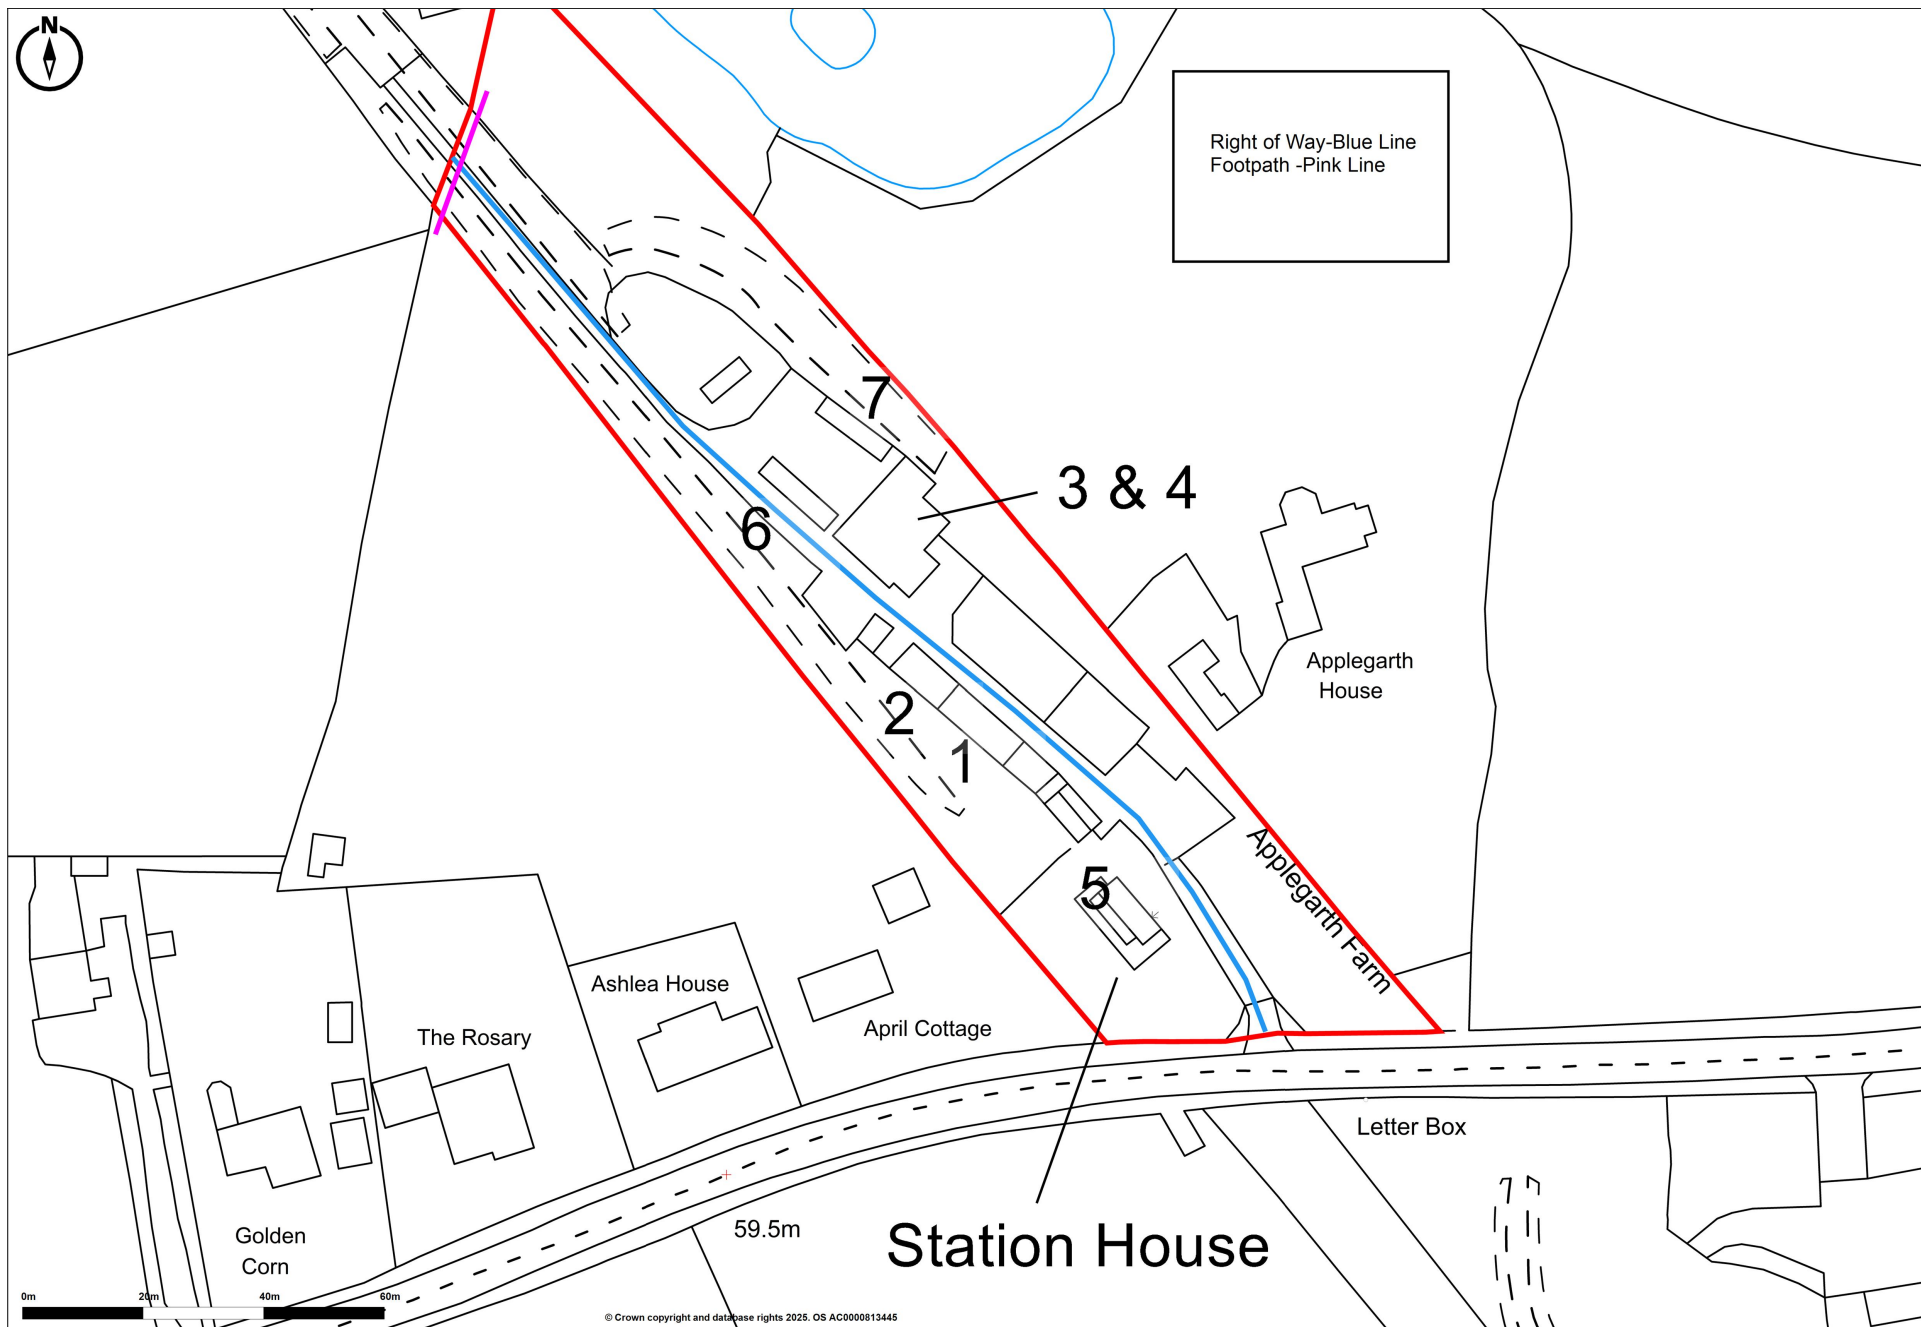 N
Right of Way-Blue Line
Footpath -Pink Line
7
3 & 4
6
Applegarth
House
2
1
Applegarth Farm
5
Ashlea House
The Rosary
April Cottage
Letter Box
59.5m
Station House
Golden
Corn
0m 20m 40m 60m
© Crown copyright and database rights 2025. OS AC0000813445